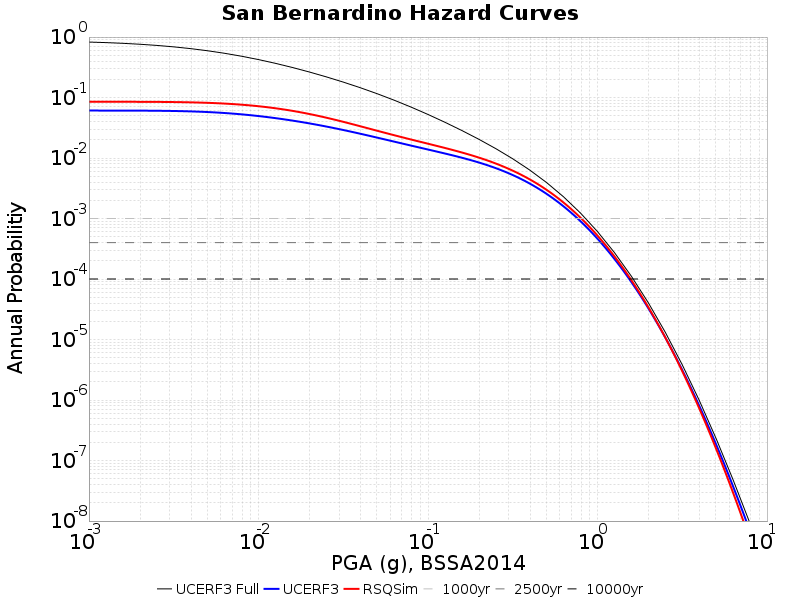 San Bernardino Hazard Curves
10^0
10^-1
10^-2
10^-3
10^-4
10^-5
10^-6
10^-7
10^-8
Annual Probabilitiy
10^-3 10^-2 10^-1 10^0 10^1
PGA (g), BSSA2014
UCERF3 Full UCERF3 RSQSim 1000yr 2500yr 10000yr